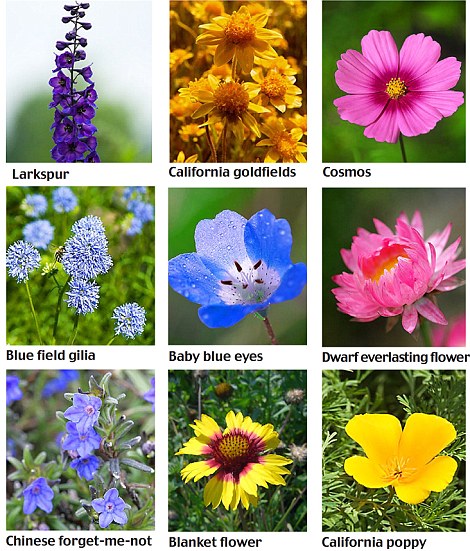 Larkspur
California goldfields
Cosmos
Blue field gilia
Baby blue eyes
Dwarf everlasting flower
Chinese forget-me-not
Blanket flower
California poppy